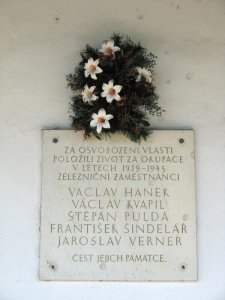 ZA OSVOBOZENÍ VLASTI
POLOŽILI ŽIVOT ZA OKUPACE
V LETECH 1939-1945
ŽELEZNIČNÍ ZAMĚSTNANCI
VÁCLAV HANEK
VÁCLAV KVAPIL
ŠTĚPÁN PULDA
FRANTIŠEK ŠINDELÁŘ
JAROSLAV VERNER
ČEST JEJICH PAMÁTCE.